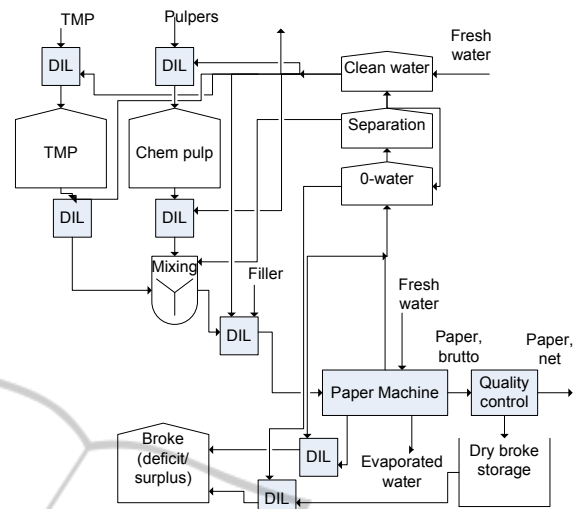 TMP
Pulpers
Fresh
water
DIL
DIL
Clean water
TMP
Chem pulp
Separation
0-water
DIL
DIL
Mixing
Filler
DIL
Fresh
water
Paper,
brutto
Paper,
net
Paper Machine
Quality
control
Broke
(deficit/
surplus)
DIL
Evaporated
water
Dry broke
storage
DIL